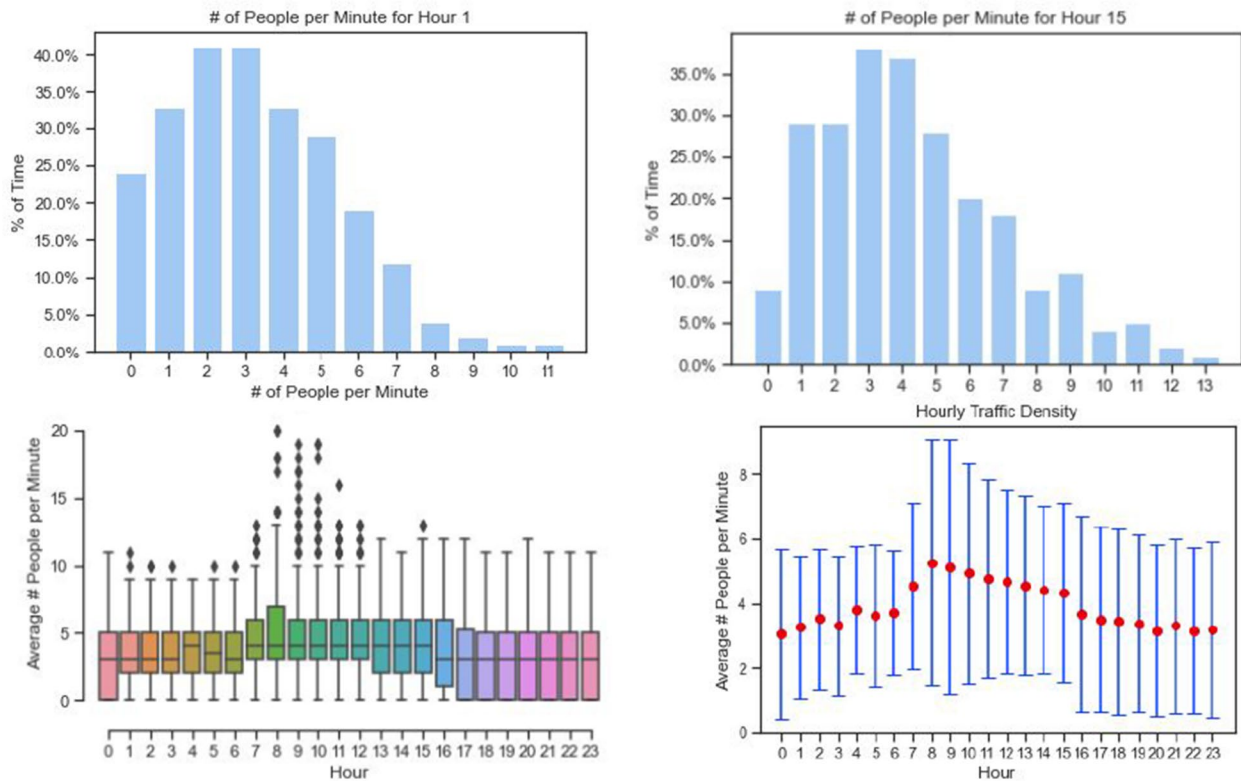 # of People per Minute for Hour 1
40.0%
35.0%
30.0%
25.0%
20.0%
15.0%
10.0%
5.0%
0.0%
% of Time
0 1 2 3 4 5 6 7 8 9 10 11
# of People per Minute
# of People per Minute for Hour 15
35.0%
30.0%
25.0%
20.0%
15.0%
10.0%
5.0%
0.0%
% of Time
0 1 2 3 4 5 6 7 8 9 10 11 12 13
20
15
10
5
0
Average # People per Minute
0 1 2 3 4 5 6 7 8 9 10 11 12 13 14 15 16 17 18 19 20 21 22 23
Hour
Hourly Traffic Density
8
6
4
2
0
Average # People per Minute
0 1 2 3 4 5 6 7 8 9 10 11 12 13 14 15 16 17 18 19 20 21 22 23
Hour